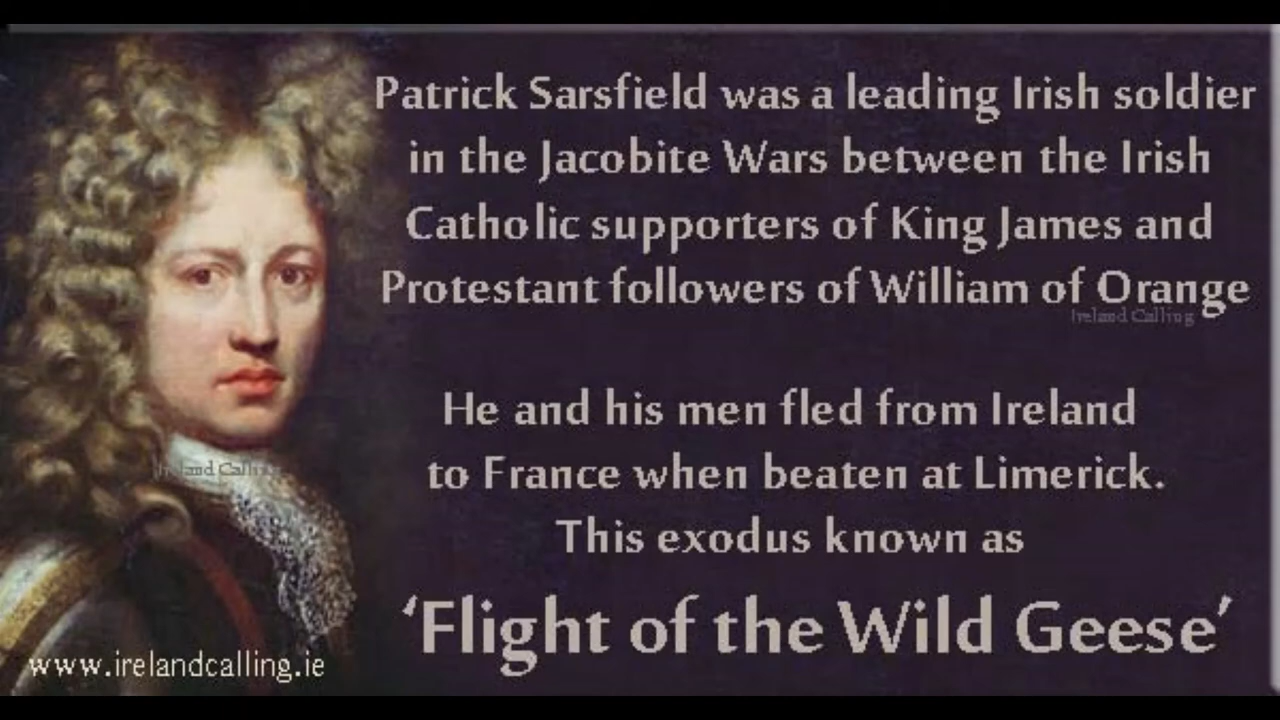 Patrick Sarsfield was a leading Irish soldier
in the Jacobite Wars between the Irish
Catholic supporters of King James and
Protestant followers of William of Orange
Ireland Calling
He and his men fled from Ireland
Ireland Calling
to France when beaten at Limerick.
This exodus known as
‘Flight of the Wild Geese’
www.irelandcalling.ie